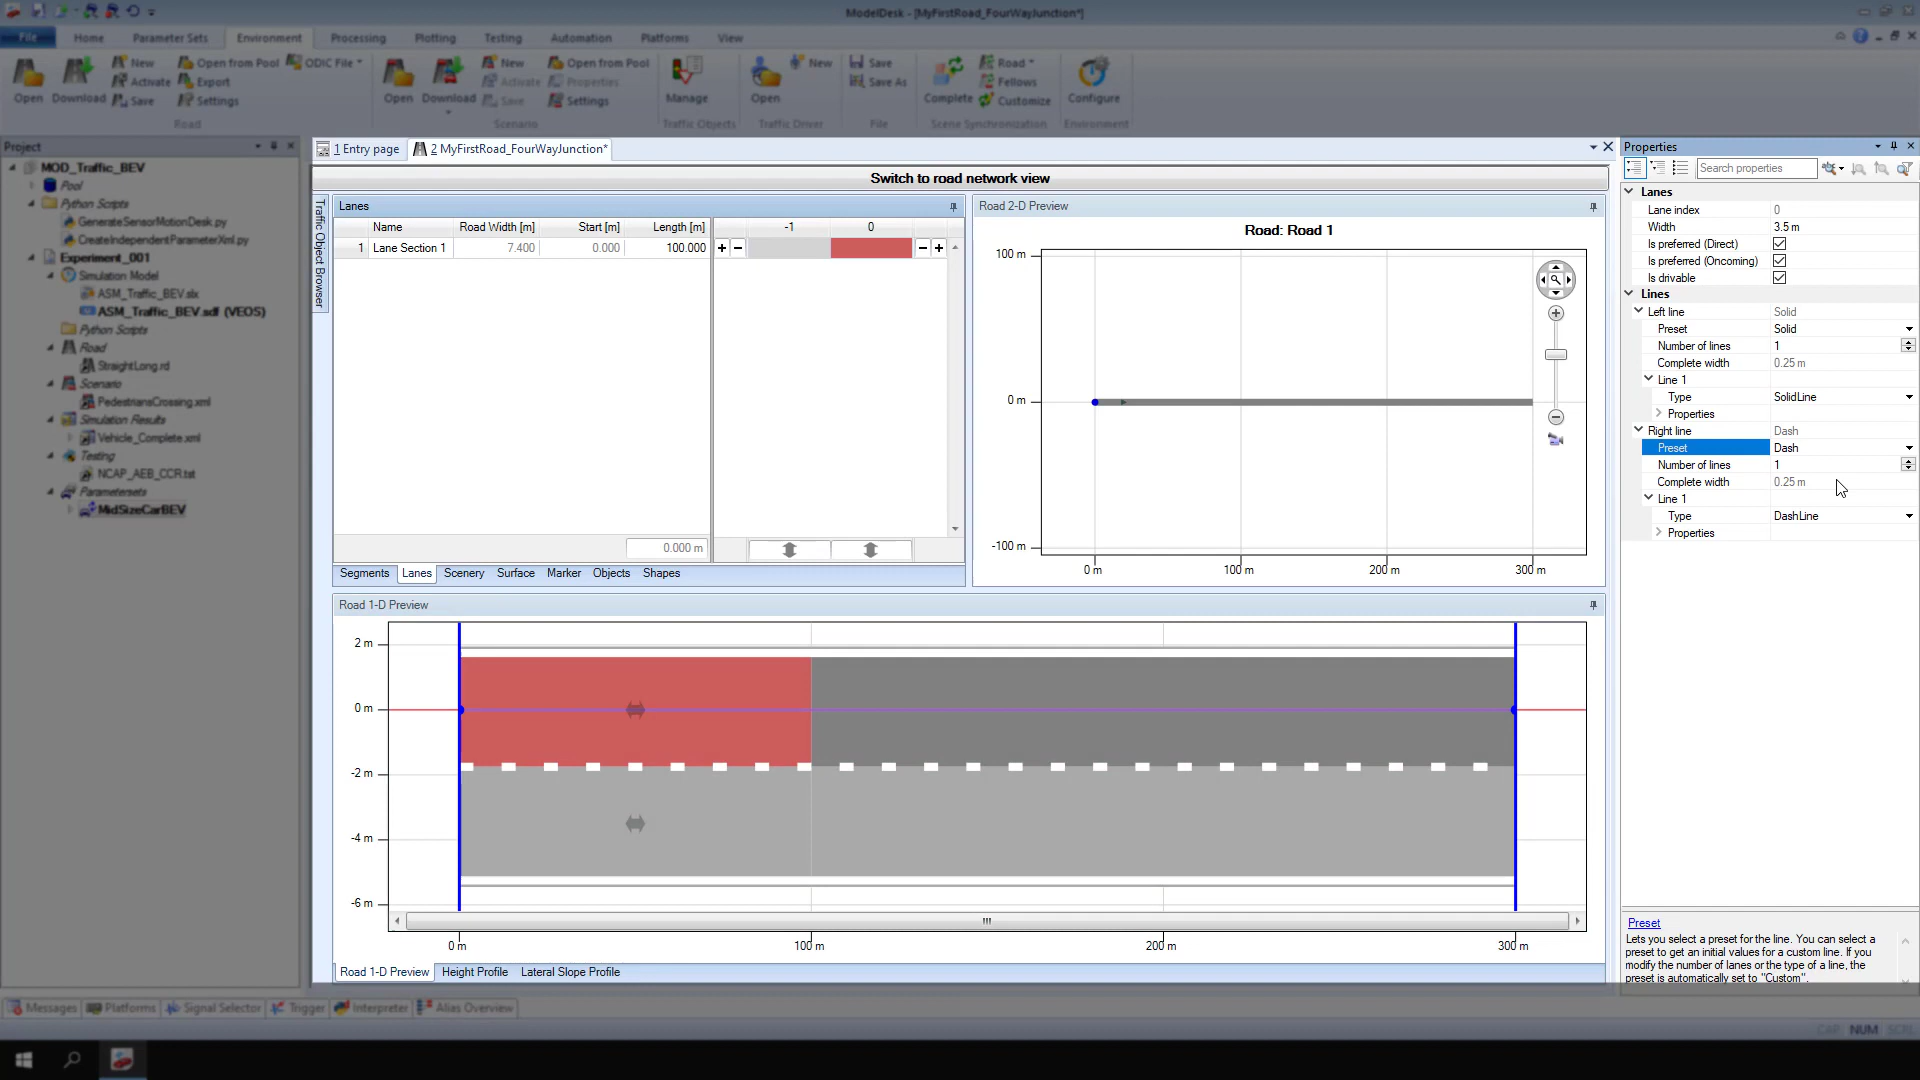 ModelDesk - [MyFirstRoad_FourWayJunction*]
File Home Parameter Sets Environment Processing Plotting Testing Automation Platforms View
Open Download New Activate Save Open from Pool Export Settings ODIC File
Road
Open Download New Activate Save Open from Pool Properties Settings
Scenario
Manage
Traffic Objects
Open New
Traffic Driver
Save
Save As
File
Complete Road Fellows Customize
Scene Synchronization
Configure
Environment
Project
MOD_Traffic_BEV
Pool
Python Scripts
GenerateSensorMotionDesk.py
CreateIndependentParameterXml.py
Experiment_001
Simulation Model
ASM_Traffic_BEV.slx
ASM_Traffic_BEV.sdf (VEOS)
Python Scripts
Road
StraightLong.rd
Scenario
PedestriansCrossing.xml
Simulation Results
Vehicle_Complete.xml
Testing
NCAP_AEB_CCR.tst
Parametersets
MidSizeCarBEV
1 Entry page 2 MyFirstRoad_FourWayJunction*
Switch to road network view
Traffic Object Browser
Lanes
Name Road Width [m] Start [m] Length [m] -1 0
1 Lane Section 1 7.400 0.000 100.000
0.000 m
Segments Lanes Scenery Surface Marker Objects Shapes
Road 2-D Preview
Road: Road 1
100 m
0 m
-100 m
0 m 100 m 200 m 300 m
Road 1-D Preview
2 m
0 m
-2 m
-4 m
-6 m
0 m 100 m 200 m 300 m
Road 1-D Preview Height Profile Lateral Slope Profile
Properties
Search properties
Lanes
Lane index 0
Width 3.5 m
Is preferred (Direct)
Is preferred (Oncoming)
Is drivable
Lines
Left line Solid
Preset Solid
Number of lines 1
Complete width 0.25 m
Line 1
Type SolidLine
Properties
Right line Dash
Preset Dash
Number of lines 1
Complete width 0.25 m
Line 1
Type DashLine
Properties
Preset
Lets you select a preset for the line. You can select a
preset to get an initial values for a custom line. If you
modify the number of lanes or the type of a line, the
preset is automatically set to "Custom".
Messages Platforms Signal Selector Trigger Interpreter Alias Overview
CAP NUM SCRL